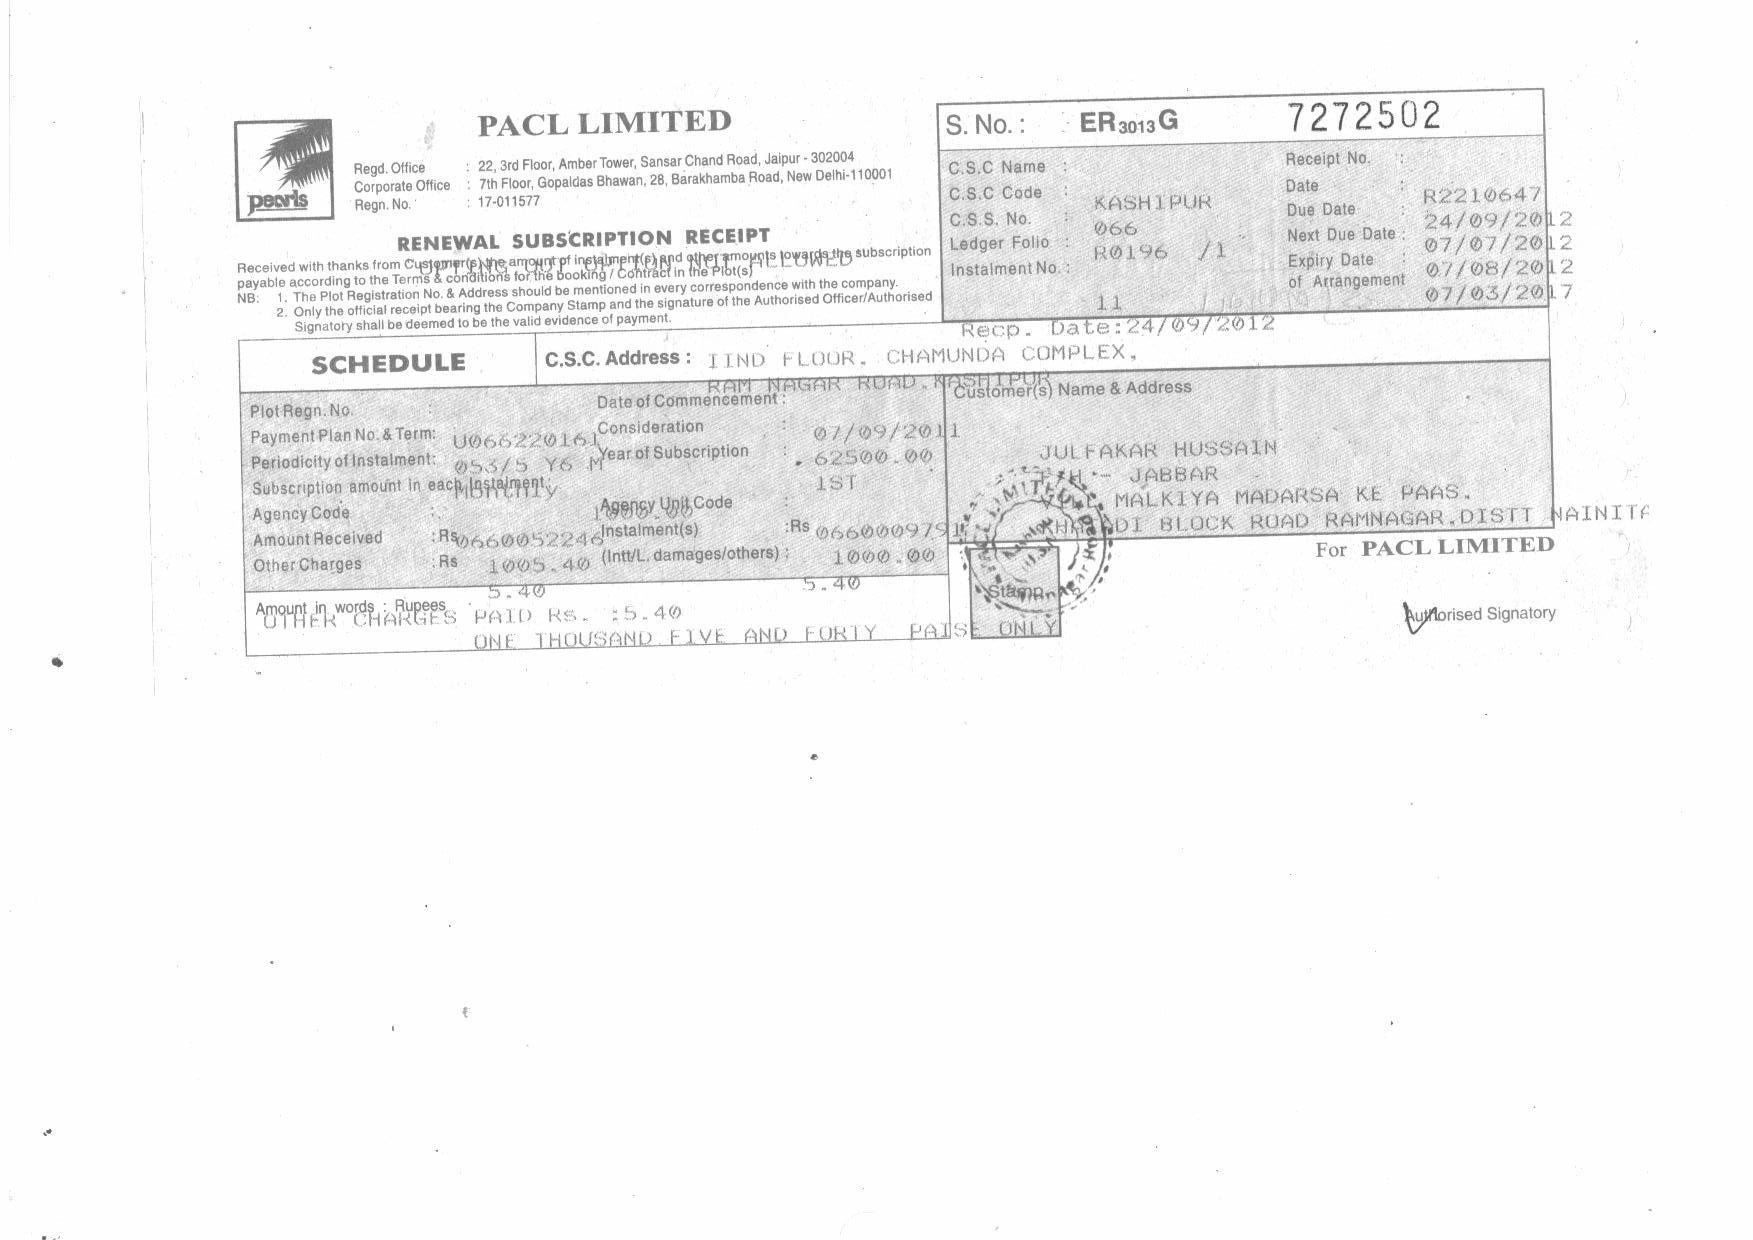 PACL LIMITED
pearls
Regd. Office : 22, 3rd Floor, Amber Tower, Sansar Chand Road, Jaipur - 302004
Corporate Office : 7th Floor, Gopaldas Bhawan, 28, Barakhamba Road, New Delhi-110001
Regn. No. : 17-011577
RENEWAL SUBSCRIPTION RECEIPT
Received with thanks from Customer(s) the amount of instalment(s) and other amounts towards the subscription
payable according to the Terms & conditions for the booking / Contract in the Plot(s)
NB: 1. The Plot Registration No. & Address should be mentioned in every correspondence with the company.
2. Only the official receipt bearing the Company Stamp and the signature of the Authorised Officer/Authorised
Signatory shall be deemed to be the valid evidence of payment.
S. No. : ER3013G 7272502
C.S.C Name :
C.S.C Code :
C.S.S. No. :
Ledger Folio :
Instalment No. :
KASHIPUR
066
R0196 /1
11
Receipt No. :
Date :
Due Date :
Next Due Date :
Expiry Date :
of Arrangement
R2210647
24/09/2012
07/07/2012
07/08/2012
07/03/2017
Recp. Date:24/09/2012
SCHEDULE
C.S.C. Address : IIND FLOOR. CHAMUNDA COMPLEX,
RAM NAGAR ROAD,KASHIPUR
Plot Regn. No. :
Payment Plan No. & Term:
Periodicity of Instalment:
Subscription amount in each Instalment:
Agency Code :
Amount Received :Rs
Other Charges :Rs
U066220161
053/5 Y6 M
MONTHLY
1000.00
0660052246
1005.40
5.40
Date of Commencement :
Consideration :
Year of Subscription :
Agency Unit Code :
Instalment(s) :Rs
(Intt/L. damages/others) :
07/09/2011
62500.00
1ST
1000.00
5.40
Customer(s) Name & Address
JULFAKAR HUSSAIN
JABBAR
MALKIYA MADARSA KE PAAS.
BLOCK ROAD RAMNAGAR,DISTT
Stamp
For PACL LIMITED
Authorised Signatory
Amount in words : Rupees
OTHER CHARGES PAID RS. :5.40
ONE THOUSAND FIVE AND FORTY PAISE ONLY